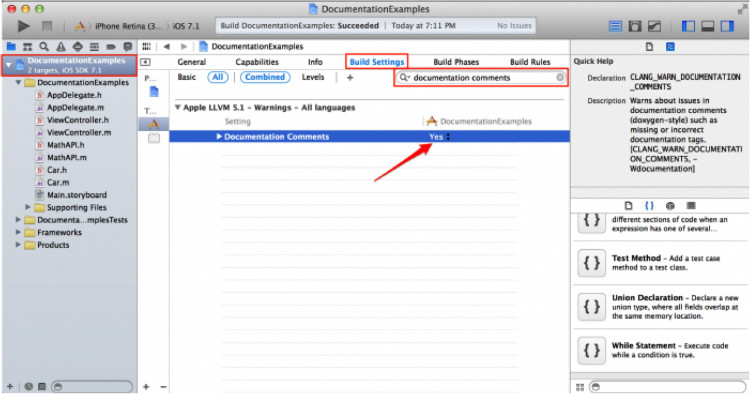 DocumentationExamples
iPhone Retina (3... iOS 7.1
Build DocumentationExamples: Succeeded | Today at 7:11 PM
No Issues
DocumentationExamples
2 targets, iOS SDK 7.1
DocumentationExamples
AppDelegate.h
AppDelegate.m
ViewController.h
ViewController.m
MathAPI.h
MathAPI.m
Car.h
Car.m
Main.storyboard
Supporting Files
Documenta...mplesTests
Frameworks
Products
DocumentationExamples
P...
T...
General Capabilities Info Build Settings Build Phases Build Rules
Basic All Combined Levels +
documentation comments
Apple LLVM 5.1 – Warnings – All languages
Setting DocumentationExamples
Documentation Comments Yes
Quick Help
Declaration CLANG_WARN_DOCUMENTATION
_COMMENTS
Description Warns about issues in
documentation comments
(doxygen-style) such as
missing or incorrect
documentation tags.
[CLANG_WARN_DOCUMENTATI
ON_COMMENTS, -
Wdocumentation]
different sections of code when an
expression has one of several...
{ }
Test Method – Add a test case
method to a test class.
{ }
Union Declaration – Declare a new
union type, where all fields overlap at
the same memory location.
{ }
While Statement – Execute code
while a condition is true.
{ }